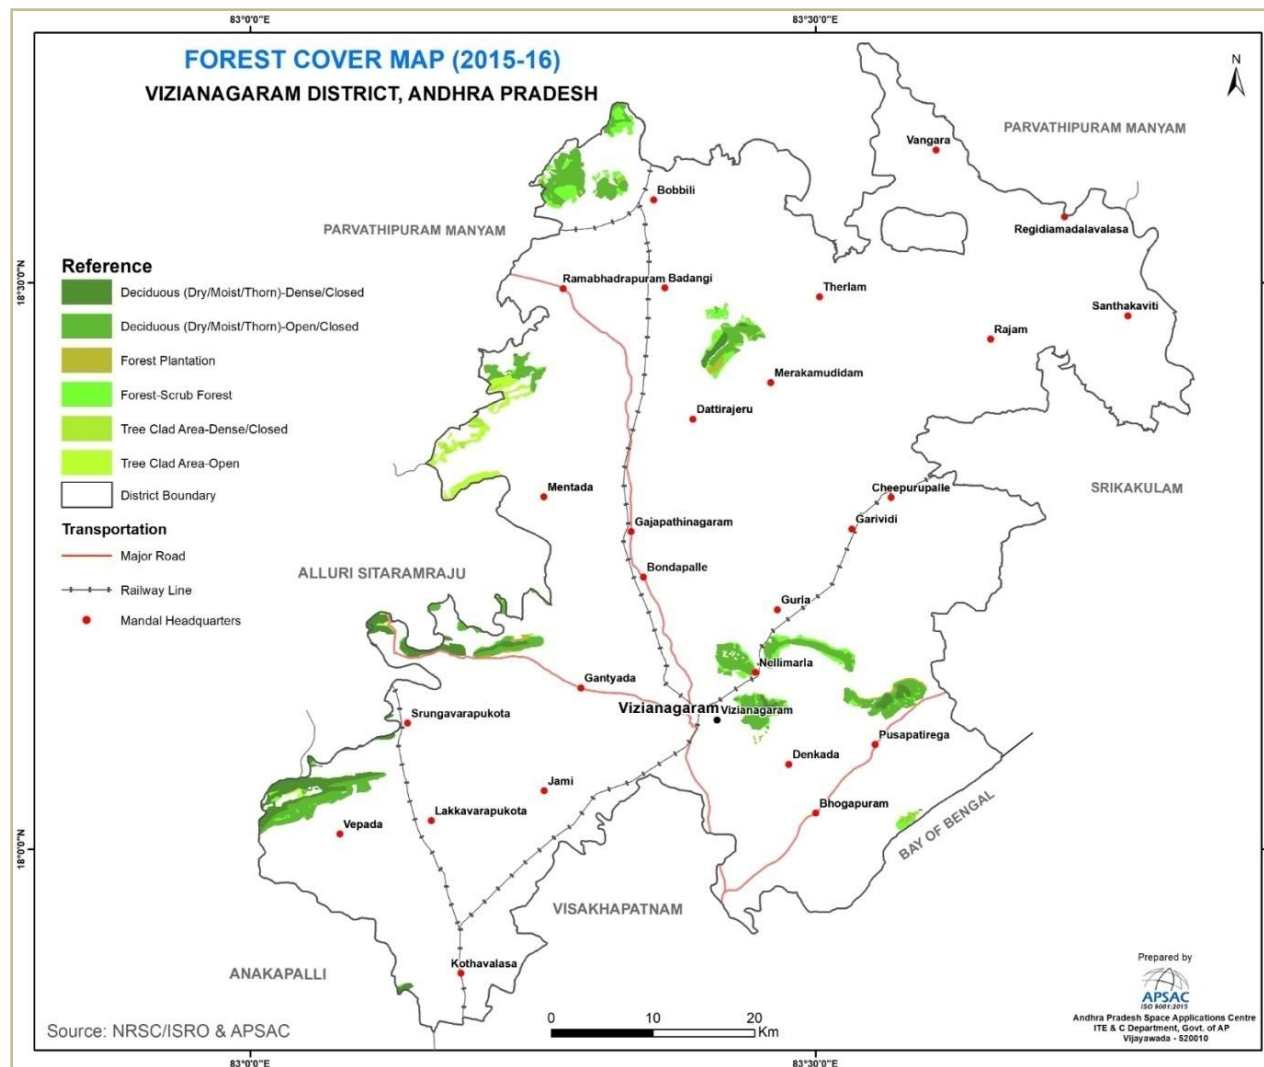 83°0'0"E
83°30'0"E
FOREST COVER MAP (2015-16)
VIZIANAGARAM DISTRICT, ANDHRA PRADESH
N
PARVATHIPURAM MANYAM
Vangara
Bobbili
Regidiamadalavalasa
PARVATHIPURAM MANYAM
18°30'0"N
Reference
Deciduous (Dry/Moist/Thorn)-Dense/Closed
Deciduous (Dry/Moist/Thorn)-Open/Closed
Forest Plantation
Forest-Scrub Forest
Tree Clad Area-Dense/Closed
Tree Clad Area-Open
District Boundary
Transportation
Major Road
Railway Line
Mandal Headquarters
Ramabhadrapuram
Badangi
Therlam
Santhakaviti
Rajam
Merakamudidam
Dattirajeru
Mentada
Cheepurupalle
SRIKAKULAM
Gajapathinagaram
Garividi
Bondapalle
ALLURI SITARAMRAJU
Gurla
Nellimarla
Gantyada
Vizianagaram
Vizianagaram
Srungavarapukota
Pusapatirega
Denkada
Jami
Bhogapuram
Lakkavarapukota
Vepada
BAY OF BENGAL
18°0'0"N
VISAKHAPATNAM
Kothavalasa
ANAKAPALLI
Source: NRSC/ISRO & APSAC
0
10
20
Km
Prepared by
APSAC
ISO 9001:2015
Andhra Pradesh Space Applications Centre
ITE & C Department, Govt. of AP
Vijayawada - 520010
83°0'0"E
83°30'0"E